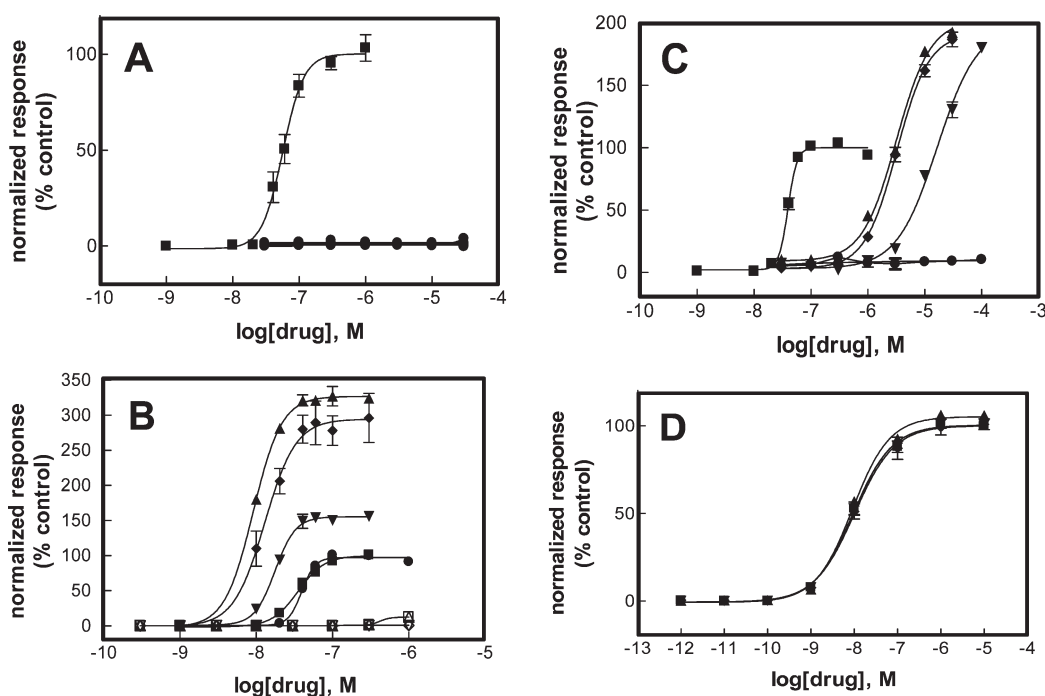 A
normalized response
(% control)
100
50
0
-10 -9 -8 -7 -6 -5 -4
log[drug], M
C
normalized response
(% control)
200
150
100
50
0
-10 -9 -8 -7 -6 -5 -4 -3
log[drug], M
B
normalized response
(% control)
350
300
250
200
150
100
50
0
-10 -9 -8 -7 -6 -5
log[drug], M
D
normalized response
(% control)
100
50
0
-13 -12 -11 -10 -9 -8 -7 -6 -5 -4
log[drug], M